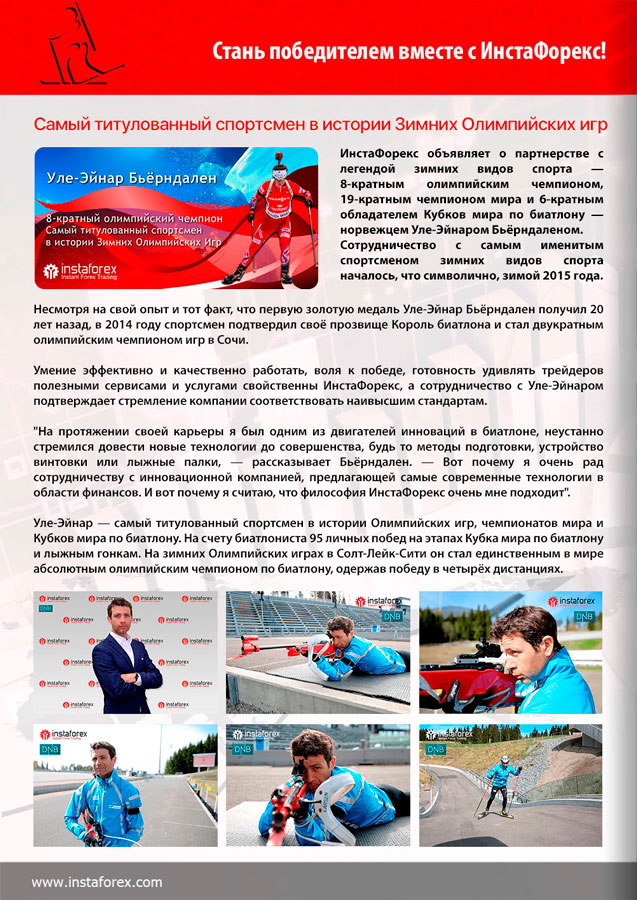 Стань победителем вместе с ИнстаФорекс!
Самый титулованный спортсмен в истории Зимних Олимпийских игр
Уле-Эйнар Бьёрндален
8-кратный олимпийский чемпион
Самый титулованный спортсмен
в истории Зимних Олимпийских Игр
instaforex
Instant Forex Trading
ИнстаФорекс объявляет о партнерстве с
легендой зимних видов спорта —
8-кратным олимпийским чемпионом,
19-кратным чемпионом мира и 6-кратным
обладателем Кубков мира по биатлону —
норвежцем Уле-Эйнаром Бьёрндаленом.
Сотрудничество с самым именитым
спортсменом зимних видов спорта
началось, что символично, зимой 2015 года.
Несмотря на свой опыт и тот факт, что первую золотую медаль Уле-Эйнар Бьёрндален получил 20
лет назад, в 2014 году спортсмен подтвердил своё прозвище Король биатлона и стал двукратным
олимпийским чемпионом игр в Сочи.
Умение эффективно и качественно работать, воля к победе, готовность удивлять трейдеров
полезными сервисами и услугами свойственны ИнстаФорекс, а сотрудничество с Уле-Эйнаром
подтверждает стремление компании соответствовать наивысшим стандартам.
"На протяжении своей карьеры я был одним из двигателей инноваций в биатлоне, неустанно
стремился довести новые технологии до совершенства, будь то методы подготовки, устройство
винтовки или лыжные палки, — рассказывает Бьёрндален. — Вот почему я очень рад
сотрудничеству с инновационной компанией, предлагающей самые современные технологии в
области финансов. И вот почему я считаю, что философия ИнстаФорекс очень мне подходит".
Уле-Эйнар — самый титулованный спортсмен в истории Олимпийских игр, чемпионатов мира и
Кубков мира по биатлону. На счету биатлониста 95 личных побед на этапах Кубка мира по биатлону
и лыжным гонкам. На зимних Олимпийских играх в Солт-Лейк-Сити он стал единственным в мире
абсолютным олимпийским чемпионом по биатлону, одержав победу в четырёх дистанциях.
instaforex
DNB
instaforex
DNB
instaforex
DNB
instaforex
DNB
instaforex
DNB
instaforex
DNB
www.instaforex.com